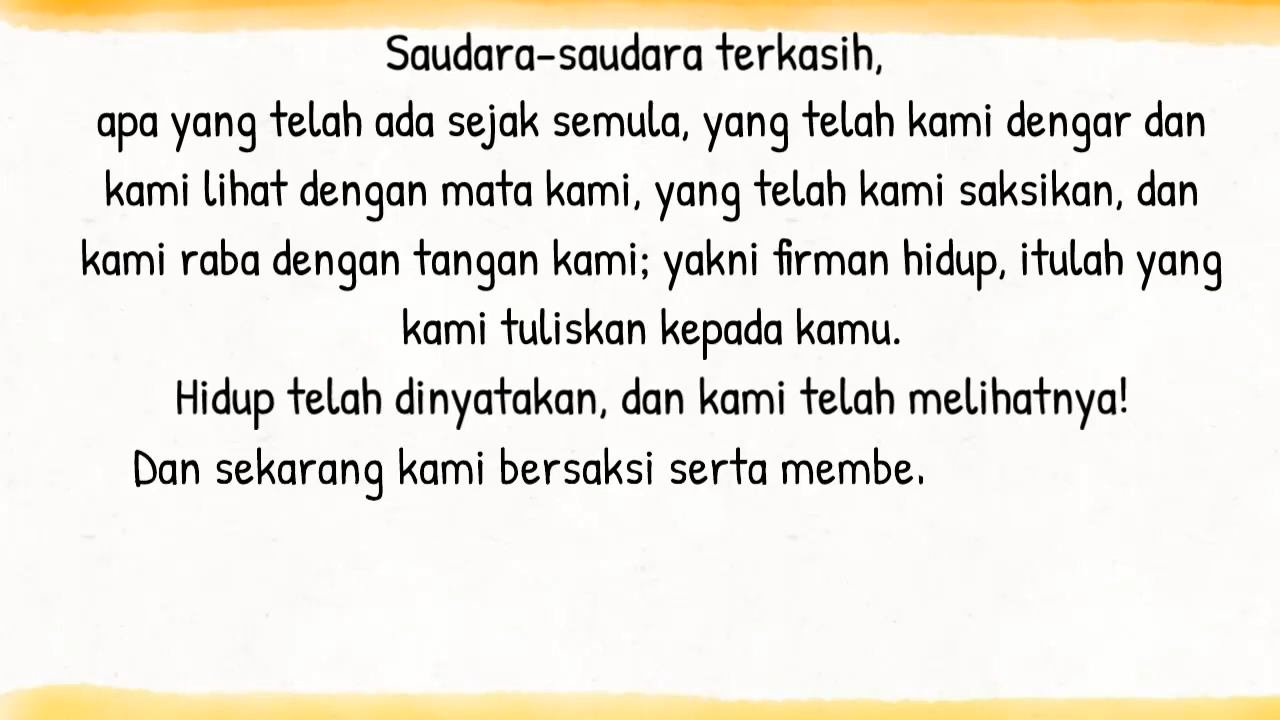 Saudara-saudara terkasih,
apa yang telah ada sejak semula, yang telah kami dengar dan
kami lihat dengan mata kami, yang telah kami saksikan, dan
kami raba dengan tangan kami; yakni firman hidup, itulah yang
kami tuliskan kepada kamu.
Hidup telah dinyatakan, dan kami telah melihatnya!
Dan sekarang kami bersaksi serta membe.